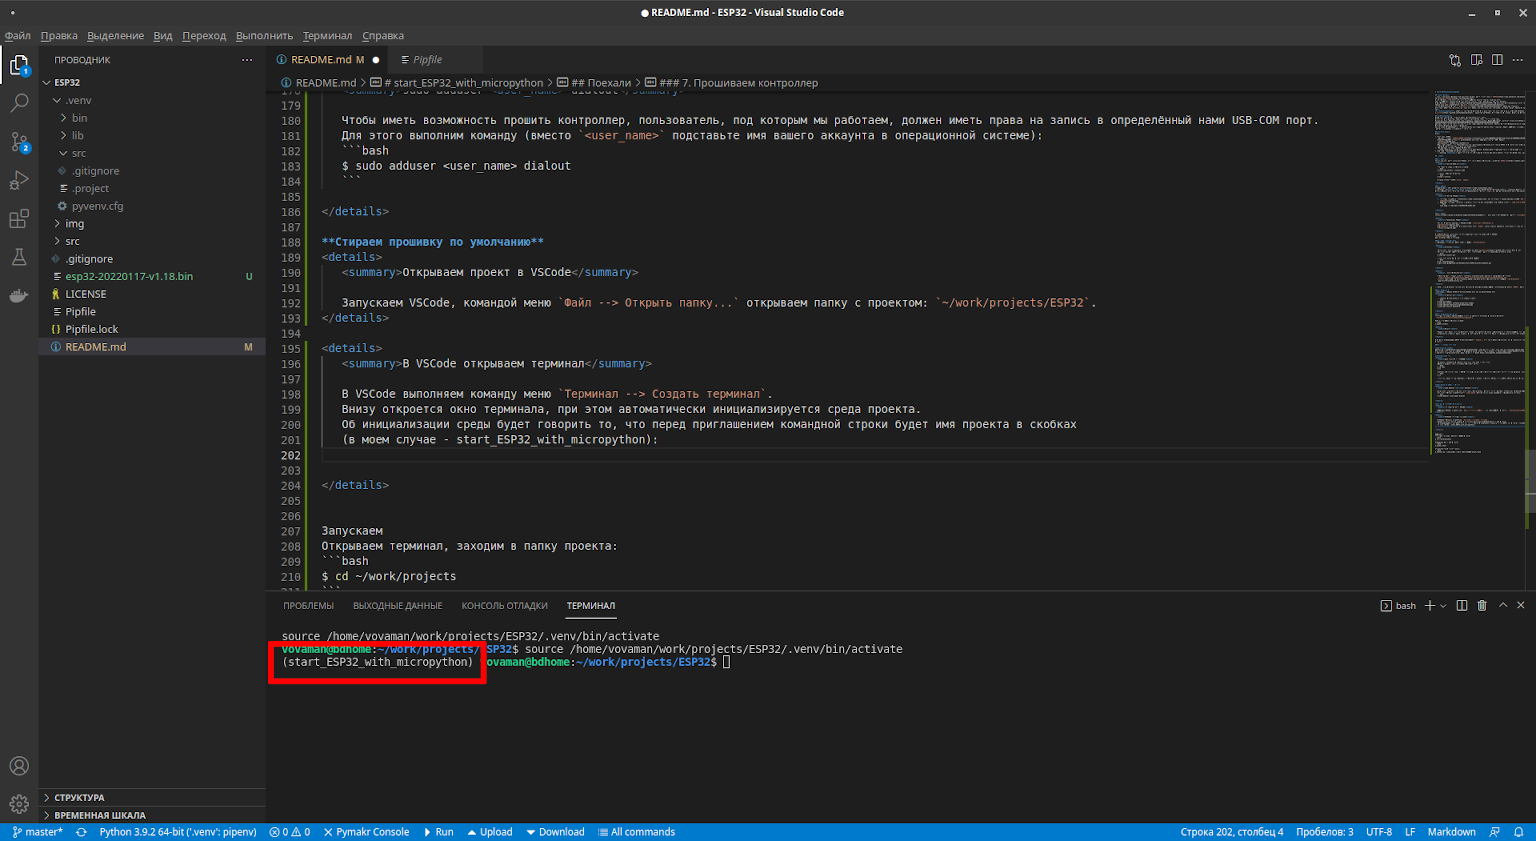 README.md - ESP32 - Visual Studio Code
Файл Правка Выделение Вид Переход Выполнить Терминал Справка
ПРОВОДНИК
ESP32
.venv
bin
lib
src
.gitignore
.project
pyvenv.cfg
img
src
.gitignore
esp32-20220117-v1.18.bin U
LICENSE
Pipfile
Pipfile.lock
README.md M
СТРУКТУРА
ВРЕМЕННАЯ ШКАЛА
1
2
README.md M Pipfile
README.md > # start_ESP32_with_micropython > ## Поехали > ### 7. Прошиваем контроллер
179
180 Чтобы иметь возможность прошить контроллер, пользователь, под которым мы работаем, должен иметь права на запись в определённый нами USB-COM порт.
181 Для этого выполним команду (вместо `<user_name>` подставьте имя вашего аккаунта в операционной системе):
182 ```bash
183 $ sudo adduser <user_name> dialout
184 ```
185
186 </details>
187
188 **Стираем прошивку по умолчанию**
189 <details>
190 <summary>Открываем проект в VSCode</summary>
191
192 Запускаем VSCode, командой меню `Файл --> Открыть папку...` открываем папку с проектом: `~/work/projects/ESP32`.
193 </details>
194
195 <details>
196 <summary>В VSCode открываем терминал</summary>
197
198 В VSCode выполняем команду меню `Терминал --> Создать терминал`.
199 Внизу откроется окно терминала, при этом автоматически инициализируется среда проекта.
200 Об инициализации среды будет говорить то, что перед приглашением командной строки будет имя проекта в скобках
201 (в моем случае - start_ESP32_with_micropython):
202
203
204 </details>
205
206
207 Запускаем
208 Открываем терминал, заходим в папку проекта:
209 ```bash
210 $ cd ~/work/projects
ПРОБЛЕМЫ ВЫХОДНЫЕ ДАННЫЕ КОНСОЛЬ ОТЛАДКИ ТЕРМИНАЛ bash
source /home/vovaman/work/projects/ESP32/.venv/bin/activate
vovaman@bdhome:~/work/projects/ESP32$ source /home/vovaman/work/projects/ESP32/.venv/bin/activate
(start_ESP32_with_micropython) vovaman@bdhome:~/work/projects/ESP32$
master* Python 3.9.2 64-bit ('.venv': pipenv) 0 0 Pymakr Console Run Upload Download All commands Строка 202, столбец 4 Пробелов: 3 UTF-8 LF Markdown